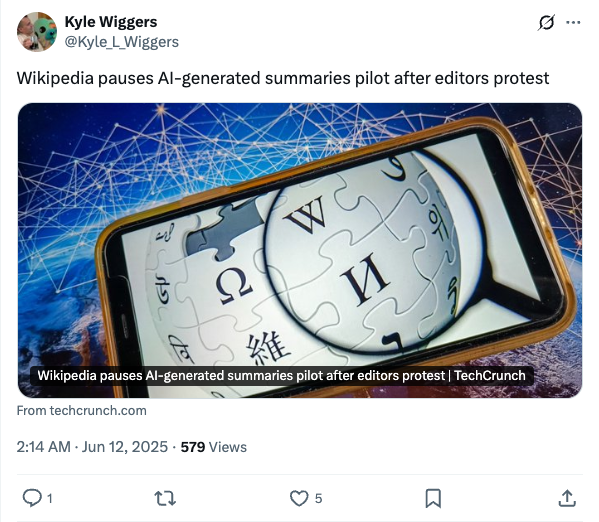 Kyle Wiggers
@Kyle_L_Wiggers
Wikipedia pauses AI-generated summaries pilot after editors protest
W
Ω
И
維
Wikipedia pauses AI-generated summaries pilot after editors protest | TechCrunch
From techcrunch.com
2:14 AM · Jun 12, 2025 · 579 Views
1
5